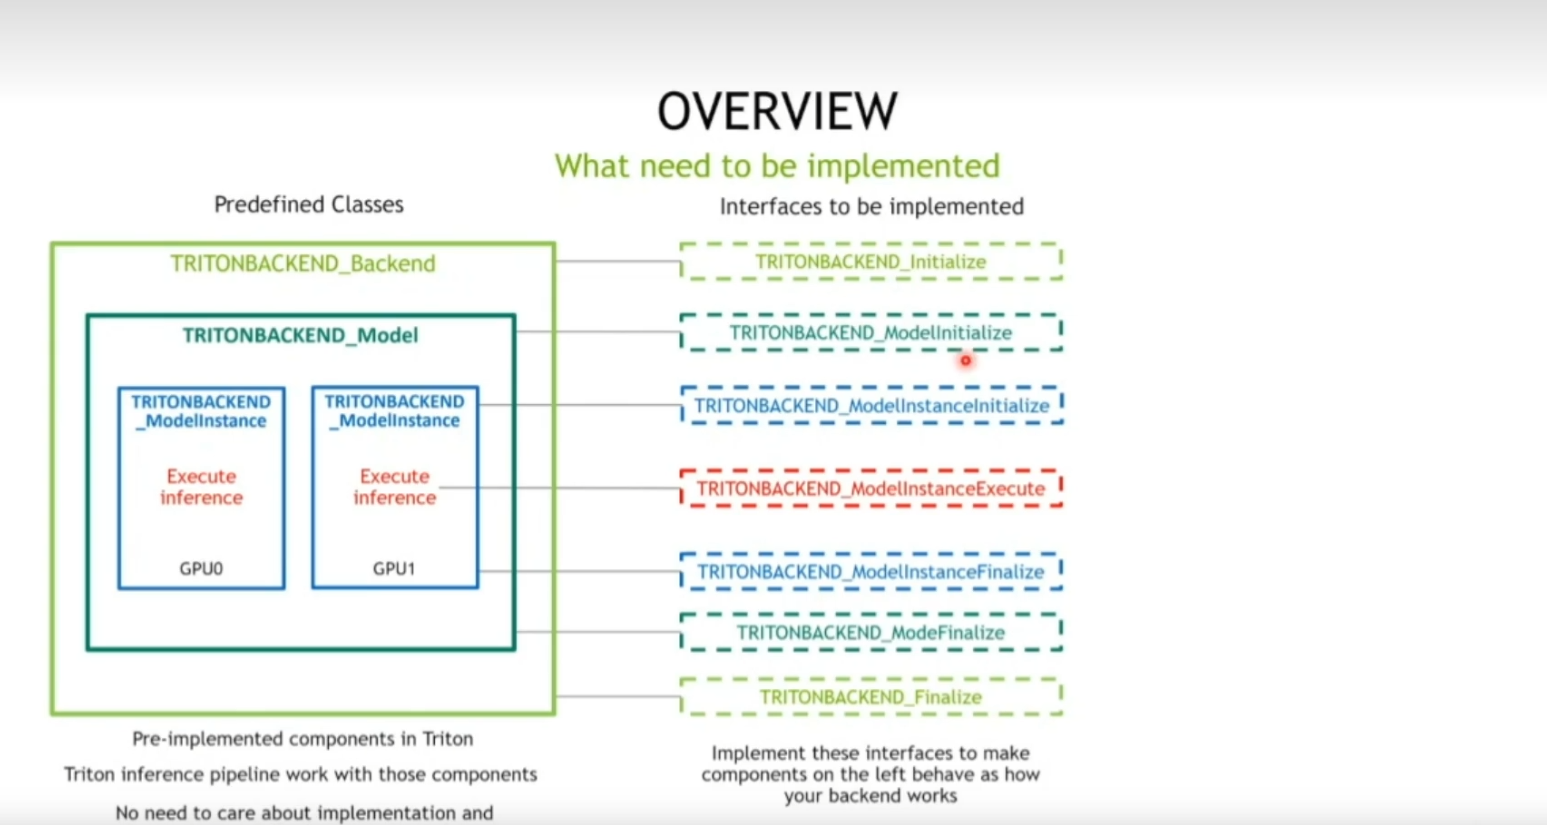 OVERVIEW
What need to be implemented
Predefined Classes
Interfaces to be implemented
TRITONBACKEND_Backend
TRITONBACKEND_Model
TRITONBACKEND
_ModelInstance
Execute
inference
GPU0
TRITONBACKEND
_ModelInstance
Execute
inference
GPU1
TRITONBACKEND_Initialize
TRITONBACKEND_ModelInitialize
TRITONBACKEND_ModelInstanceInitialize
TRITONBACKEND_ModelInstanceExecute
TRITONBACKEND_ModelInstanceFinalize
TRITONBACKEND_ModeFinalize
TRITONBACKEND_Finalize
Pre-implemented components in Triton
Triton inference pipeline work with those components
No need to care about implementation and
Implement these interfaces to make
components on the left behave as how
your backend works